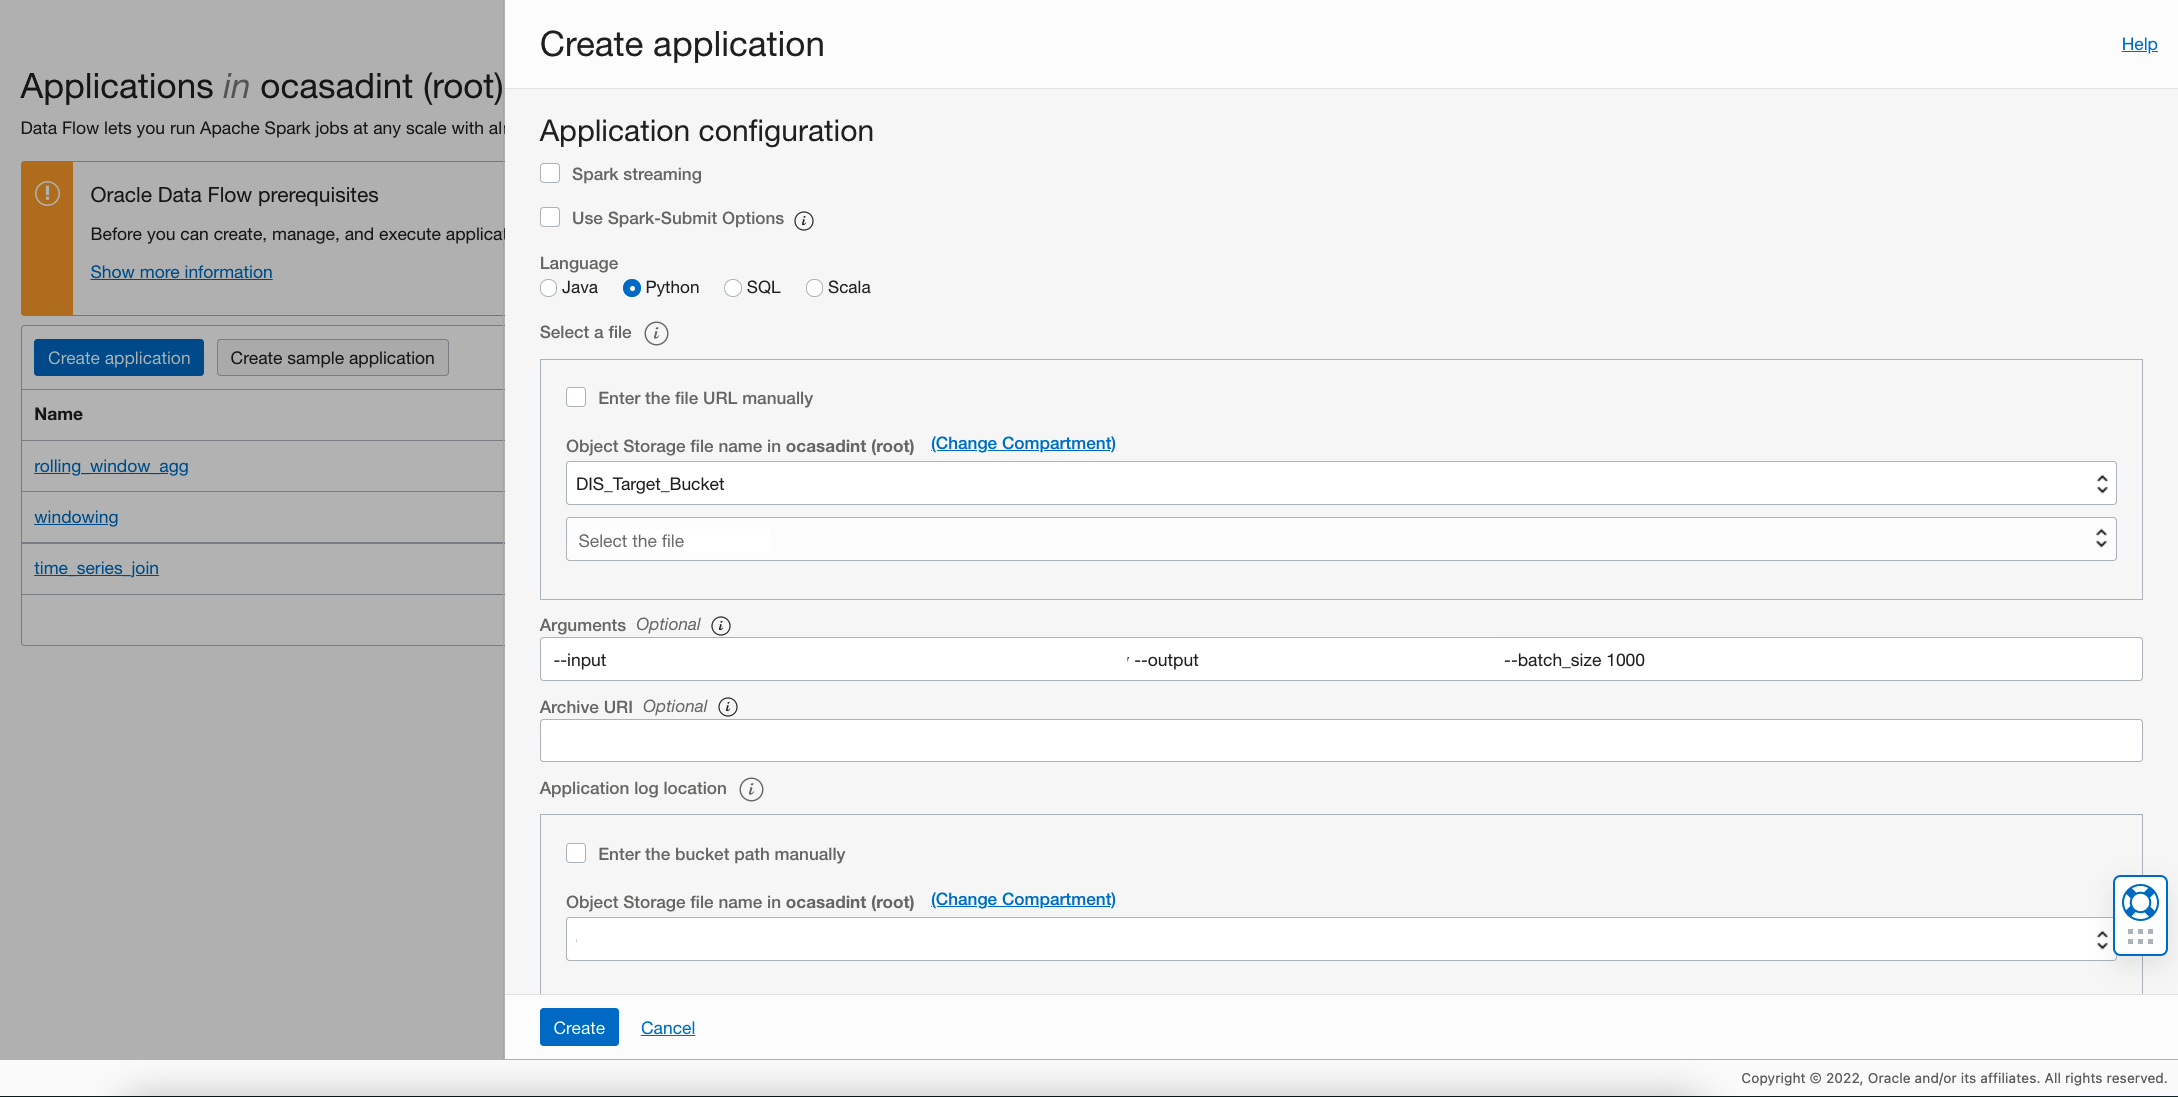 Applications in ocasadint (root)
Data Flow lets you run Apache Spark jobs at any scale with
Oracle Data Flow prerequisites
Before you can create, manage, and execute
Show more information
Create application
Create sample application
Name
rolling_window_agg
windowing
time_series_join
Create application
Help
Application configuration
Spark streaming
Use Spark-Submit Options
Language
Java Python SQL Scala
Select a file
Enter the file URL manually
Object Storage file name in ocasadint (root) (Change Compartment)
DIS_Target_Bucket
Select the file
Arguments Optional
--input --output --batch_size 1000
Archive URI Optional
Application log location
Enter the bucket path manually
Object Storage file name in ocasadint (root) (Change Compartment)
Create Cancel
Copyright © 2022, Oracle and/or its affiliates. All rights reserved.